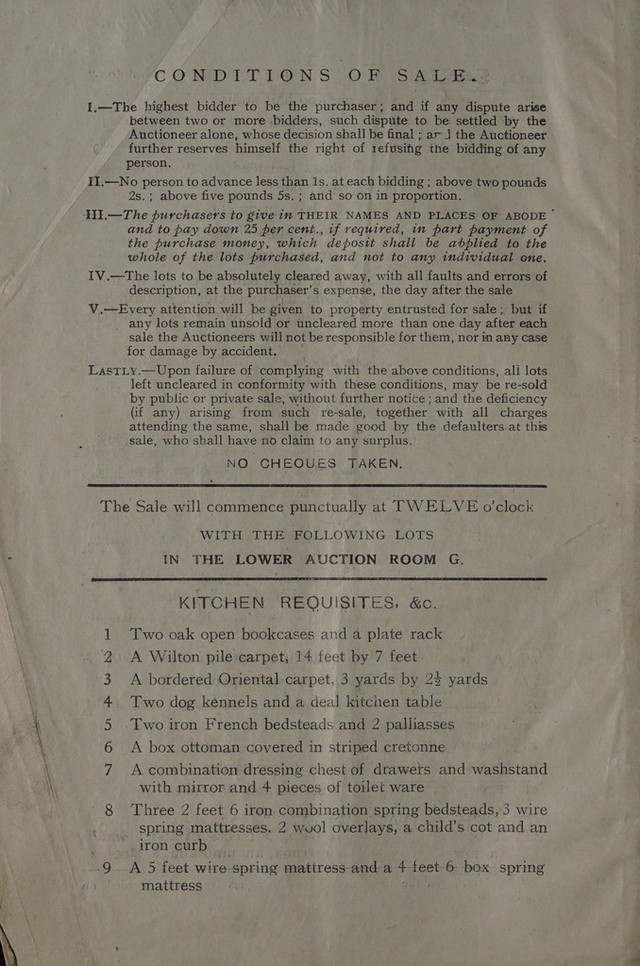 CONDITIONS OF SALE.
I.—The highest bidder to be the purchaser; and if any dispute arise
between two or more bidders, such dispute to be settled by the
Auctioneer alone, whose decision shall be final; and the Auctioneer
further reserves himself the right of refusing the bidding of any
person.
II.—No person to advance less than 1s. at each bidding; above two pounds
2s.; above five pounds 5s.; and so on in proportion.
III.—The purchasers to give in THEIR NAMES AND PLACES OF ABODE
and to pay down 25 per cent., if required, in part payment of
the purchase money, which deposit shall be applied to the
whole of the lots purchased, and not to any individual one.
IV.—The lots to be absolutely cleared away, with all faults and errors of
description, at the purchaser's expense, the day after the sale
V.—Every attention will be given to property entrusted for sale; but if
any lots remain unsold or uncleared more than one day after each
sale the Auctioneers will not be responsible for them, nor in any case
for damage by accident.
LASTLY.—Upon failure of complying with the above conditions, all lots
left uncleared in conformity with these conditions, may be re-sold
by public or private sale, without further notice; and the deficiency
(if any) arising from such re-sale, together with all charges
attending the same, shall be made good by the defaulters at this
sale, who shall have no claim to any surplus.
NO CHEQUES TAKEN.
The Sale will commence punctually at TWELVE o'clock
WITH THE FOLLOWING LOTS
IN THE LOWER AUCTION ROOM G.
KITCHEN REQUISITES, &c.
1 Two oak open bookcases and a plate rack
2 A Wilton pile carpet, 14 feet by 7 feet
3 A bordered Oriental carpet, 3 yards by 2¾ yards
4 Two dog kennels and a deal kitchen table
5 Two iron French bedsteads and 2 palliasses
6 A box ottoman covered in striped cretonne
7 A combination dressing chest of drawers and washstand
with mirror and 4 pieces of toilet ware
8 Three 2 feet 6 iron combination spring bedsteads, 3 wire
spring mattresses, 2 wool overlays, a child's cot and an
iron curb
9 A 5 feet wire spring mattress and a 4 feet 6 box spring
mattress